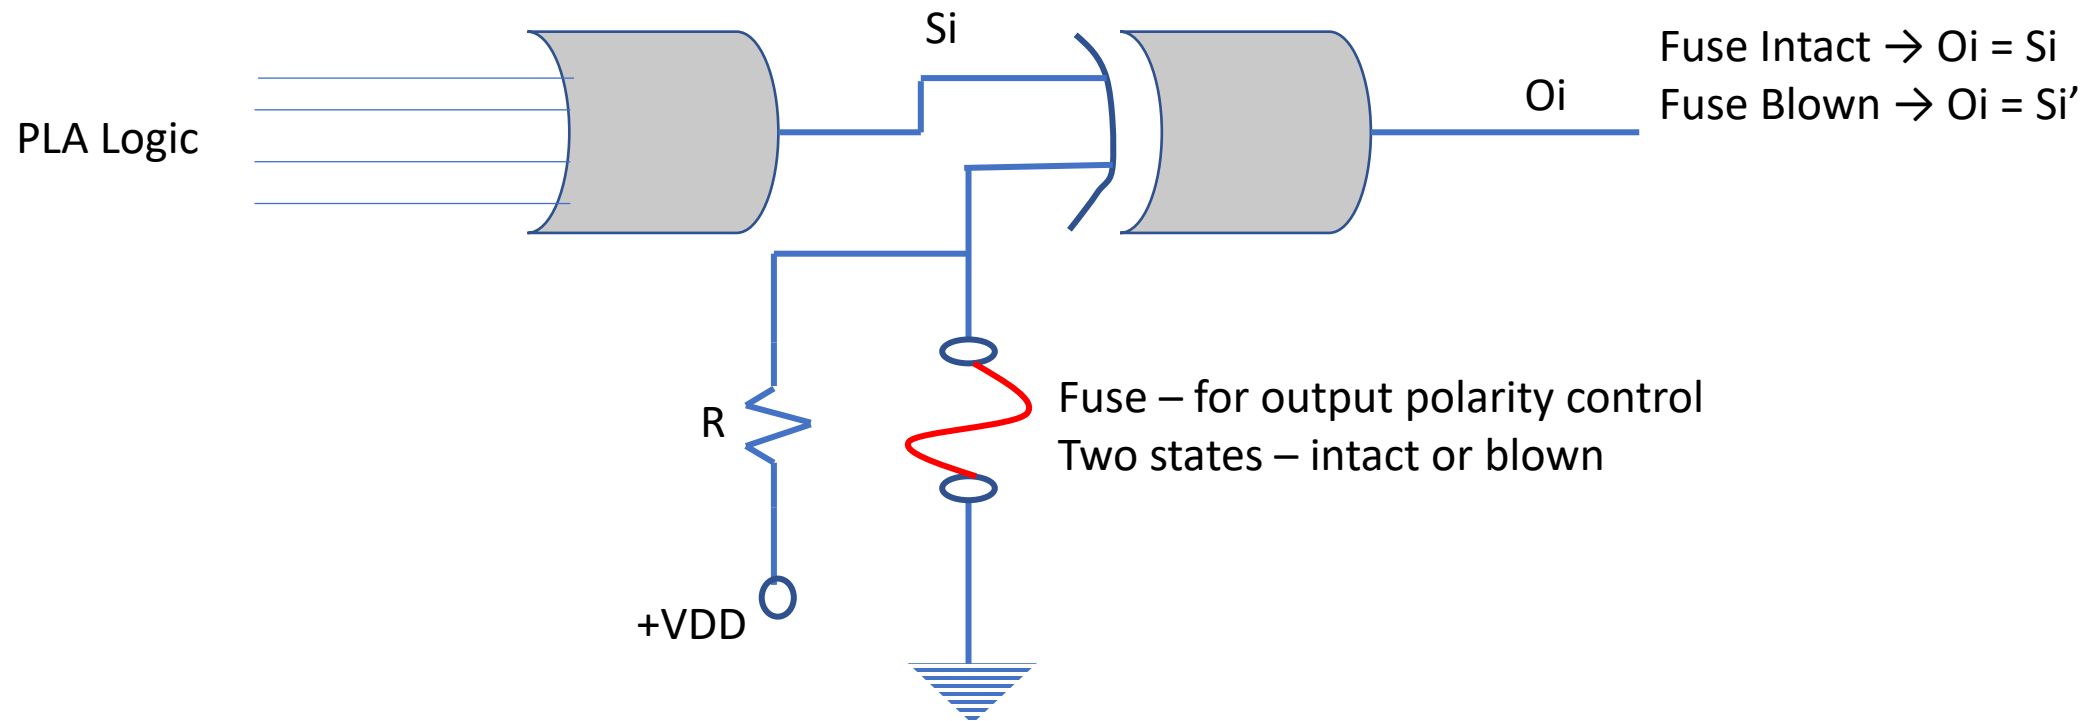 Si
Fuse Intact → Oi = Si
Oi
Fuse Blown → Oi = Si’
PLA Logic
Fuse – for output polarity control
R
Two states – intact or blown
+VDD